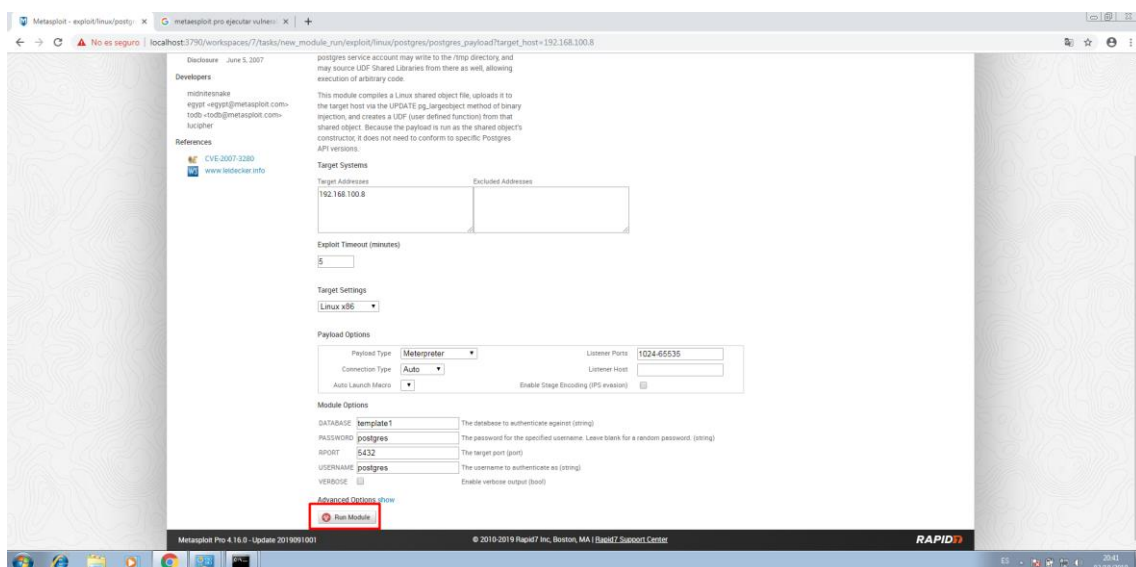 Metasploit - exploit/linux/postgr
metaesploit pro ejecutar vulnera
No es seguro | localhost:3790/workspaces/7/tasks/new_module_run/exploit/linux/postgres/postgres_payload?target_host=192.168.100.8
Disclosure June 5, 2007
Developers
midnitesnake
egypt <egypt@metasploit.com>
todb <todb@metasploit.com>
lucipher
References
CVE-2007-3280
www.leidecker.info
postgres service account may write to the /tmp directory, and
may source UDF Shared Libraries from there as well, allowing
execution of arbitrary code.
This module compiles a Linux shared object file, uploads it to
the target host via the UPDATE pg_largeobject method of binary
injection, and creates a UDF (user defined function) from that
shared object. Because the payload is run as the shared object's
constructor, it does not need to conform to specific Postgres
API versions.
Target Systems
Target Addresses Excluded Addresses
192.168.100.8
Exploit Timeout (minutes)
5
Target Settings
Linux x86
Payload Options
Payload Type Meterpreter Listener Ports 1024-65535
Connection Type Auto Listener Host
Auto Launch Macro Enable Stage Encoding (IPS evasion)
Module Options
DATABASE template1 The database to authenticate against (string)
PASSWORD postgres The password for the specified username. Leave blank for a random password. (string)
RPORT 5432 The target port (port)
USERNAME postgres The username to authenticate as (string)
VERBOSE Enable verbose output (bool)
Advanced Options show
Run Module
Metasploit Pro 4.16.0 - Update 2019091001
© 2010-2019 Rapid7 Inc, Boston, MA | Rapid7 Support Center
RAPID7
ES
20:41